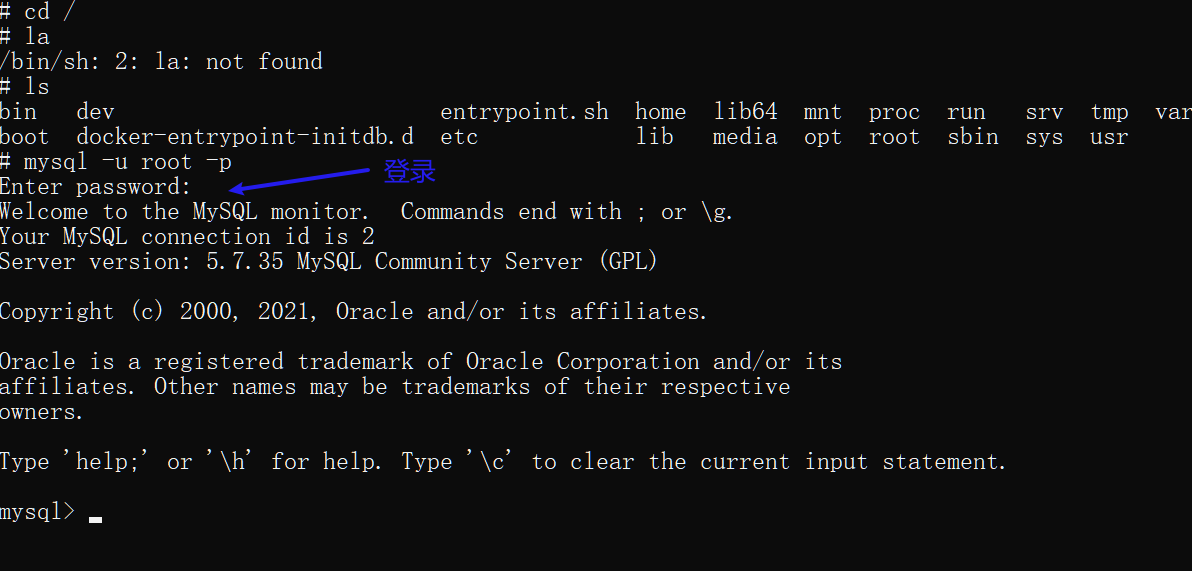 # cd /
# la
/bin/sh: 2: la: not found
# ls
bin   dev                         entrypoint.sh  home  lib64  mnt  proc  run   srv  tmp  var
boot  docker-entrypoint-initdb.d  etc            lib   media  opt  root  sbin  sys  usr
# mysql -u root -p
登录
Enter password:
Welcome to the MySQL monitor.  Commands end with ; or \g.
Your MySQL connection id is 2
Server version: 5.7.35 MySQL Community Server (GPL)
Copyright (c) 2000, 2021, Oracle and/or its affiliates.
Oracle is a registered trademark of Oracle Corporation and/or its
affiliates. Other names may be trademarks of their respective
owners.
Type 'help;' or '\h' for help. Type '\c' to clear the current input statement.
mysql>